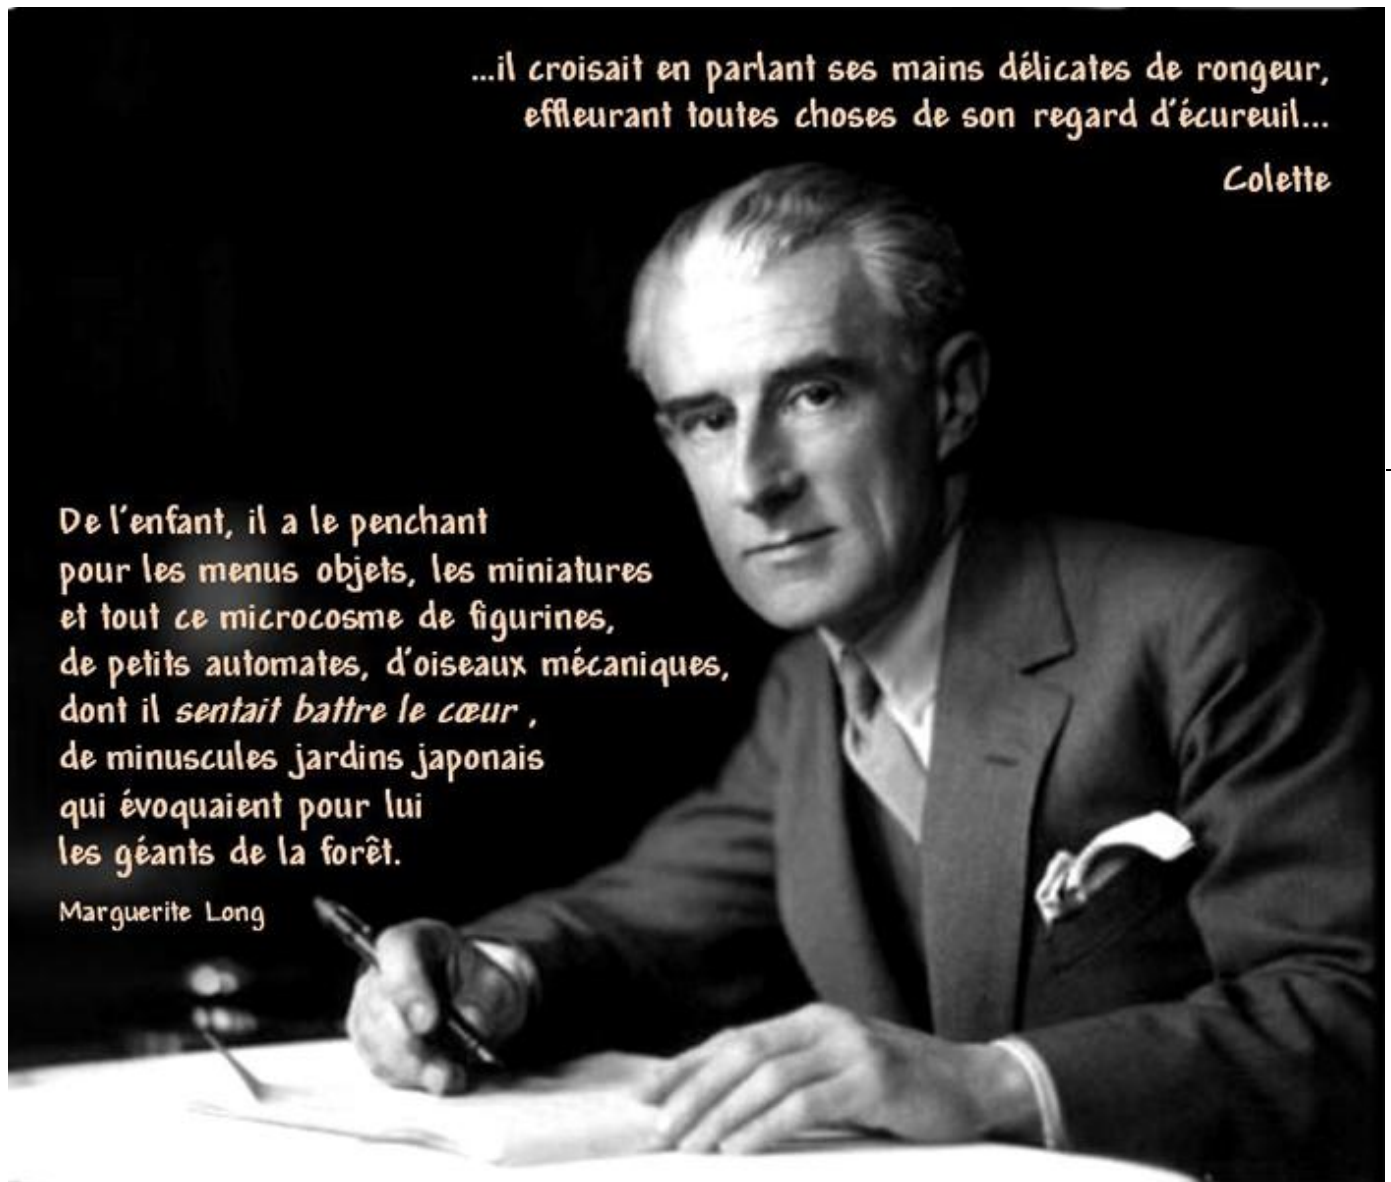 ...il croisait en parlant ses mains délicates de rongeur,
effleurant toutes choses de son regard d'écureuil...
Colette
De l'enfant, il a le penchant
pour les menus objets, les miniatures
et tout ce microcosme de figurines,
de petits automates, d'oiseaux mécaniques,
dont il sentait battre le cœur ,
de minuscules jardins japonais
qui évoquaient pour lui
les géants de la forêt.
Marguerite Long